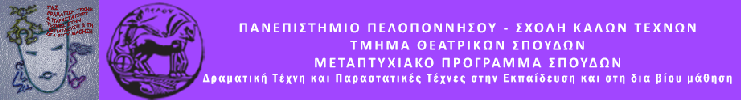 ΠΑΝΕΠΙΣΤΗΜΙΟ ΠΕΛΟΠΟΝΝΗΣΟΥ - ΣΧΟΛΗ ΚΑΛΩΝ ΤΕΧΝΩΝ
ΤΜΗΜΑ ΘΕΑΤΡΙΚΩΝ ΣΠΟΥΔΩΝ
ΜΕΤΑΠΤΥΧΙΑΚΟ ΠΡΟΓΡΑΜΜΑ ΣΠΟΥΔΩΝ
Δραματική Τέχνη και Παραστατικές Τέχνες στην Εκπαίδευση και στη δια βίου μάθηση